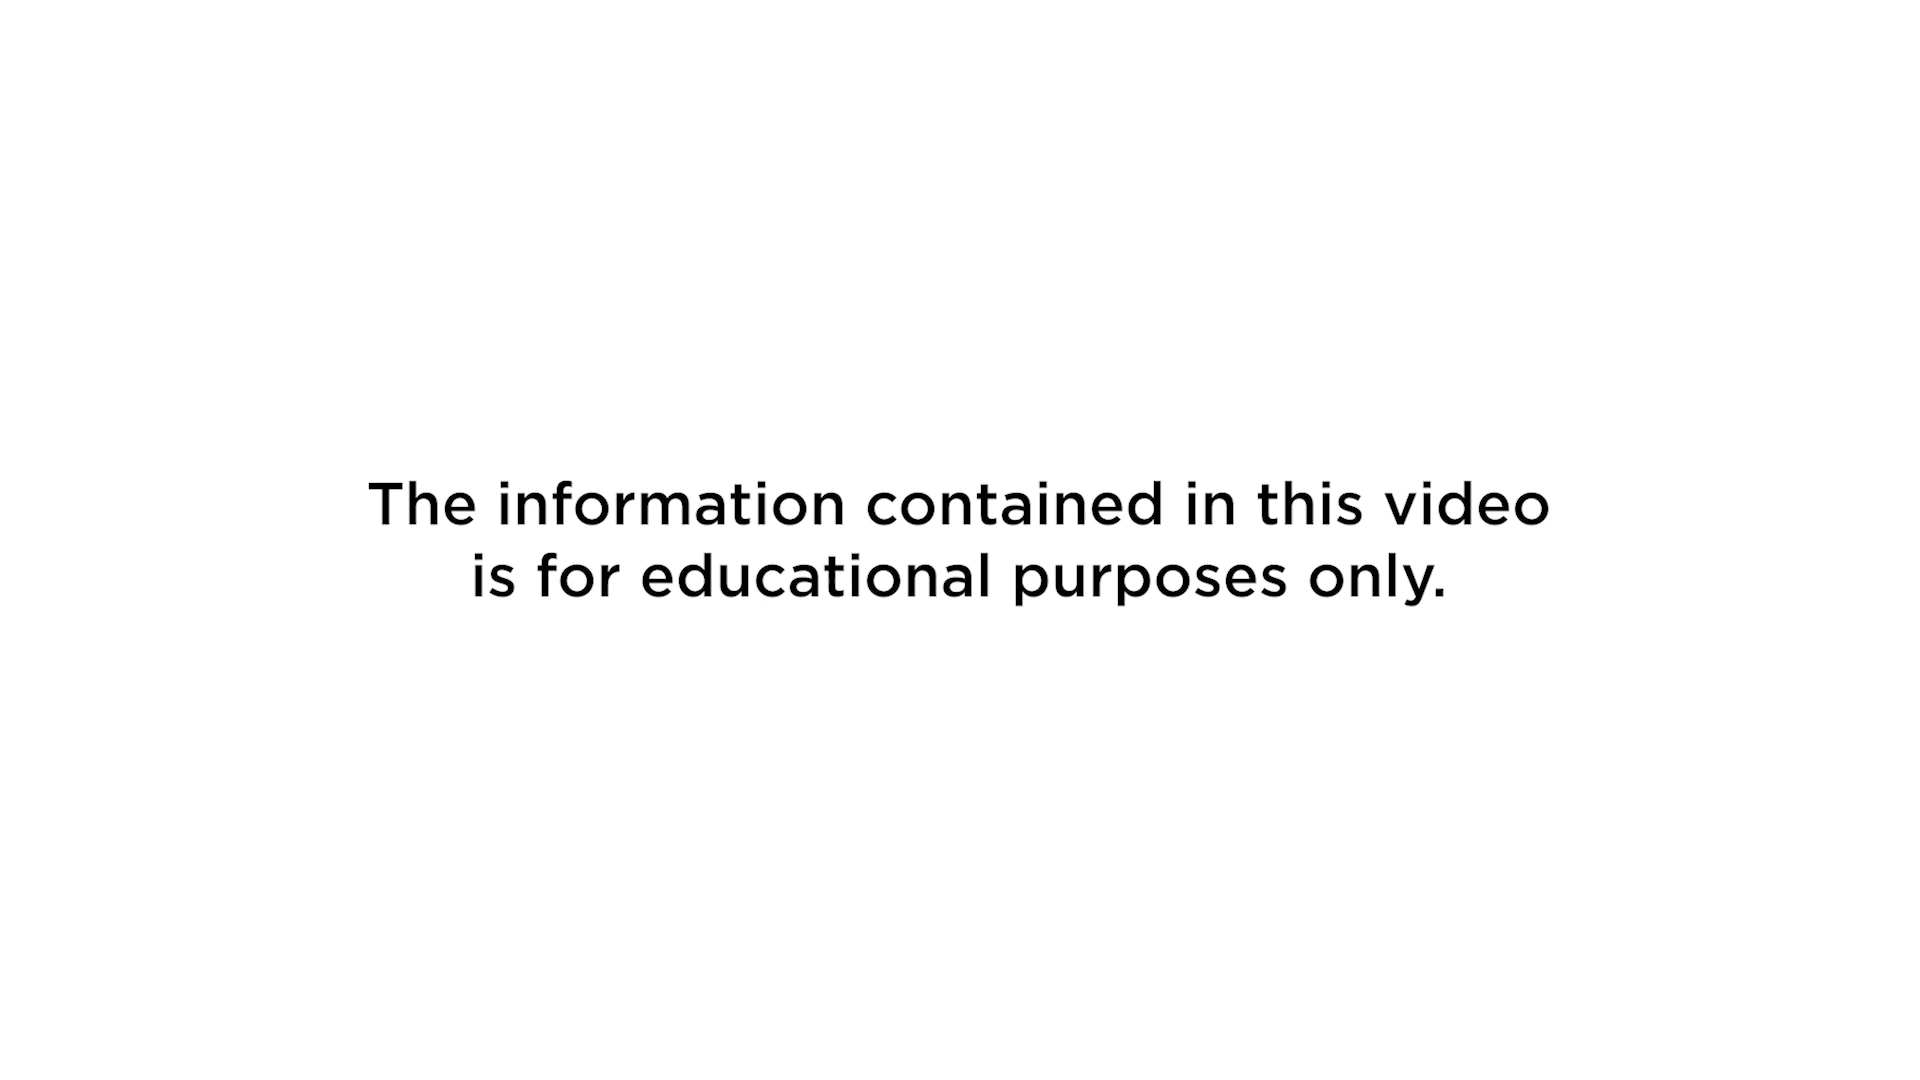 The information contained in this video
is for educational purposes only.